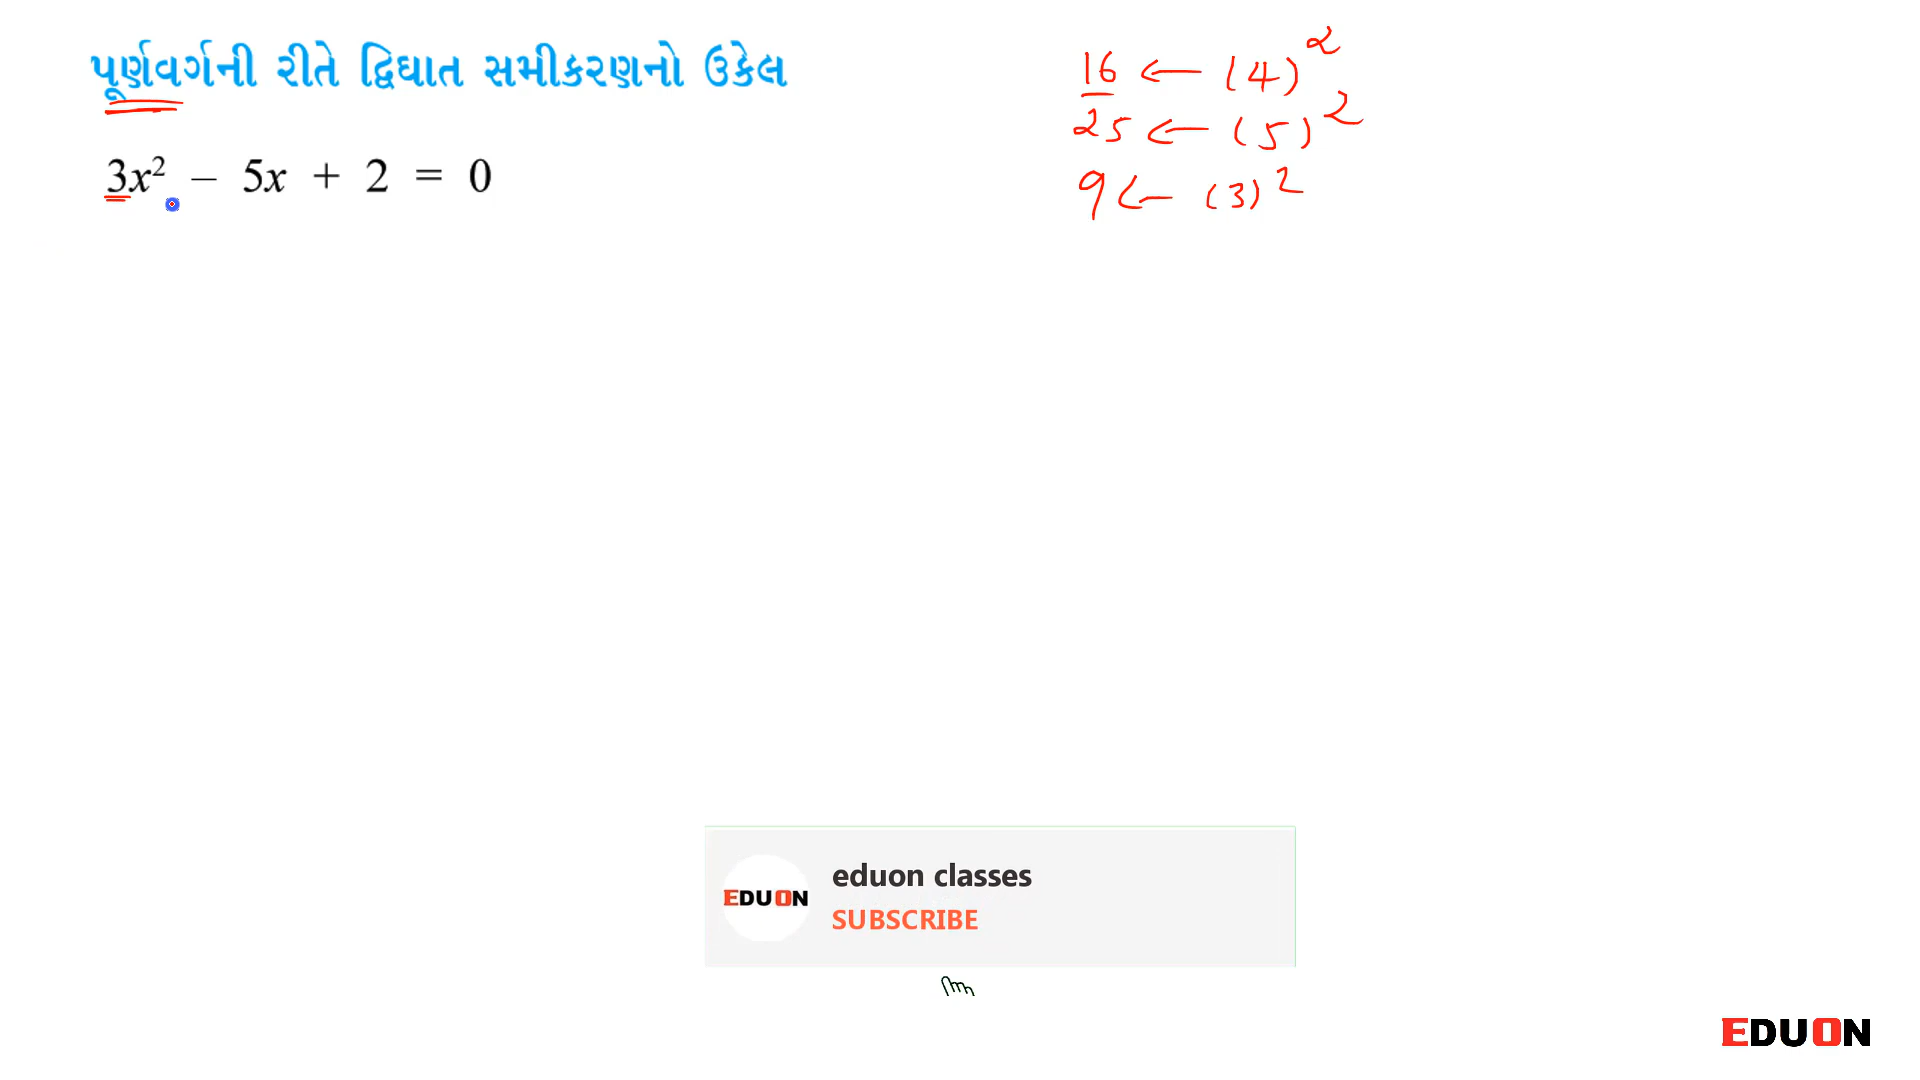 પૂર્ણવર્ગની રીતે દ્વિઘાત સમીકરણનો ઉકેલ
3x² – 5x + 2 = 0
16 ← (4)²
25 ← (5)²
9 ← (3)²
EDUON
eduon classes
SUBSCRIBE
EDUON